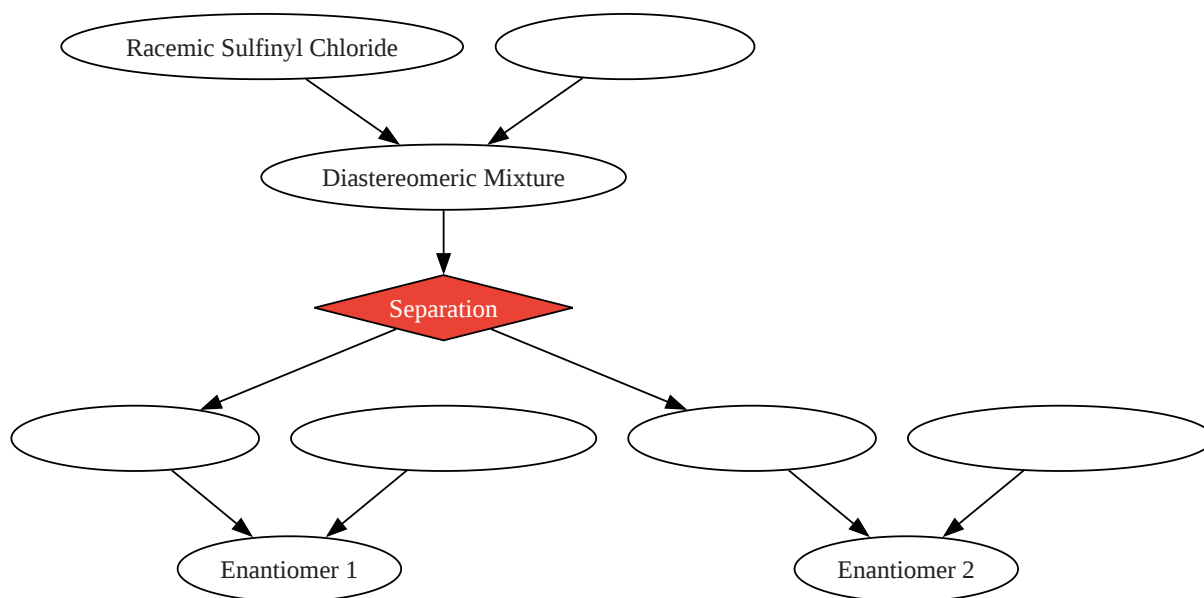 Racemic Sulfinyl Chloride
Diastereomeric Mixture
Separation
Enantiomer 1
Enantiomer 2